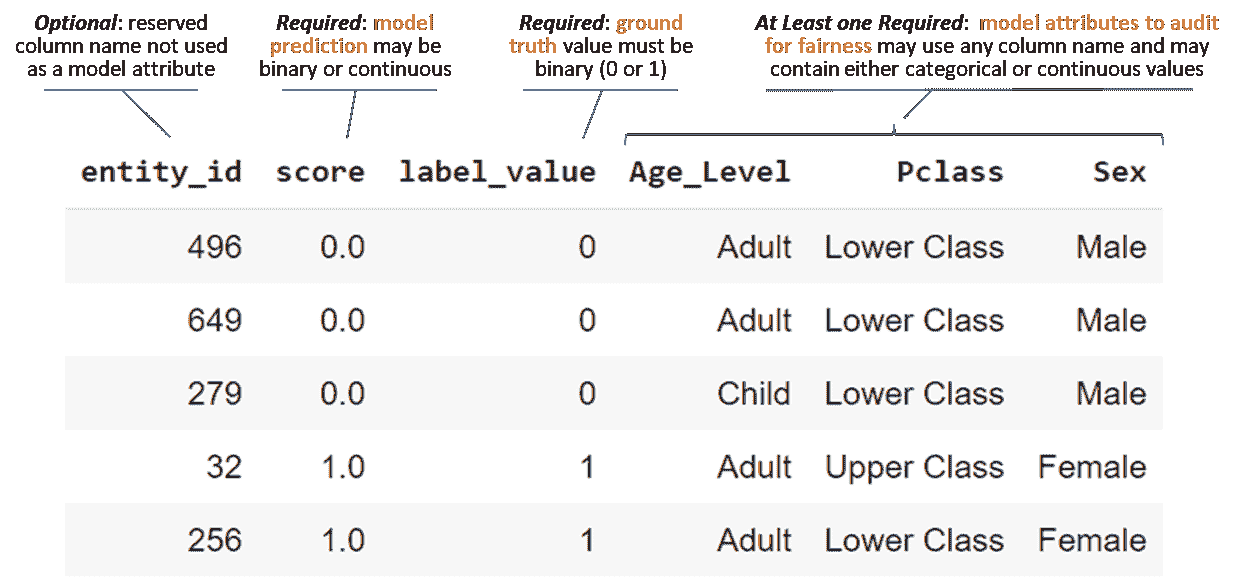 Optional: reserved
column name not used
as a model attribute
Required: model
prediction may be
binary or continuous
Required: ground
truth value must be
binary (0 or 1)
At Least one Required: model attributes to audit
for fairness may use any column name and may
contain either categorical or continuous values
entity_id score label_value Age_Level Pclass Sex
496 0.0 0 Adult Lower Class Male
649 0.0 0 Adult Lower Class Male
279 0.0 0 Child Lower Class Male
32 1.0 1 Adult Upper Class Female
256 1.0 1 Adult Lower Class Female